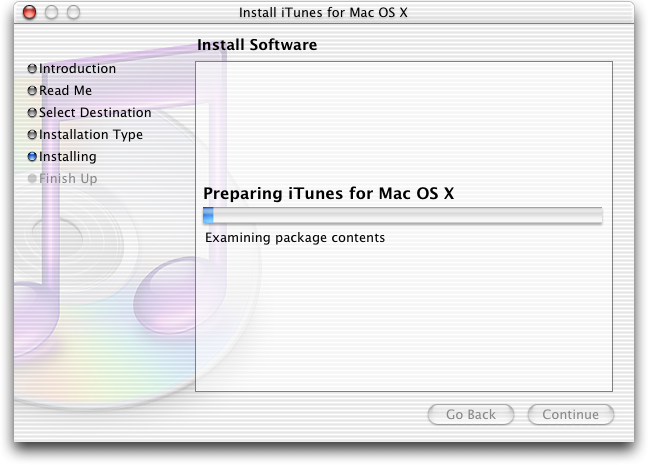 Install iTunes for Mac OS X
Install Software
Introduction
Read Me
Select Destination
Installation Type
Installing
Finish Up
Preparing iTunes for Mac OS X
Examining package contents
Go Back
Continue